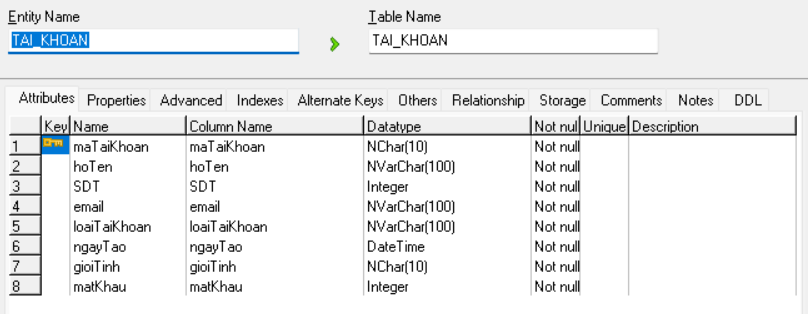 Entity Name Table Name
TAI_KHOAN TAI_KHOAN
Attributes Properties Advanced Indexes Alternate Keys Others Relationship Storage Comments Notes DDL
Key Name Column Name Datatype Not nul Unique Description
1 maTaiKhoan maTaiKhoan NChar(10) Not null
2 hoTen hoTen NVarChar(100) Not null
3 SDT SDT Integer Not null
4 email email NVarChar(100) Not null
5 loaiTaiKhoan loaiTaiKhoan NVarChar(100) Not null
6 ngayTao ngayTao DateTime Not null
7 gioiTinh gioiTinh NChar(10) Not null
8 matKhau matKhau Integer Not null